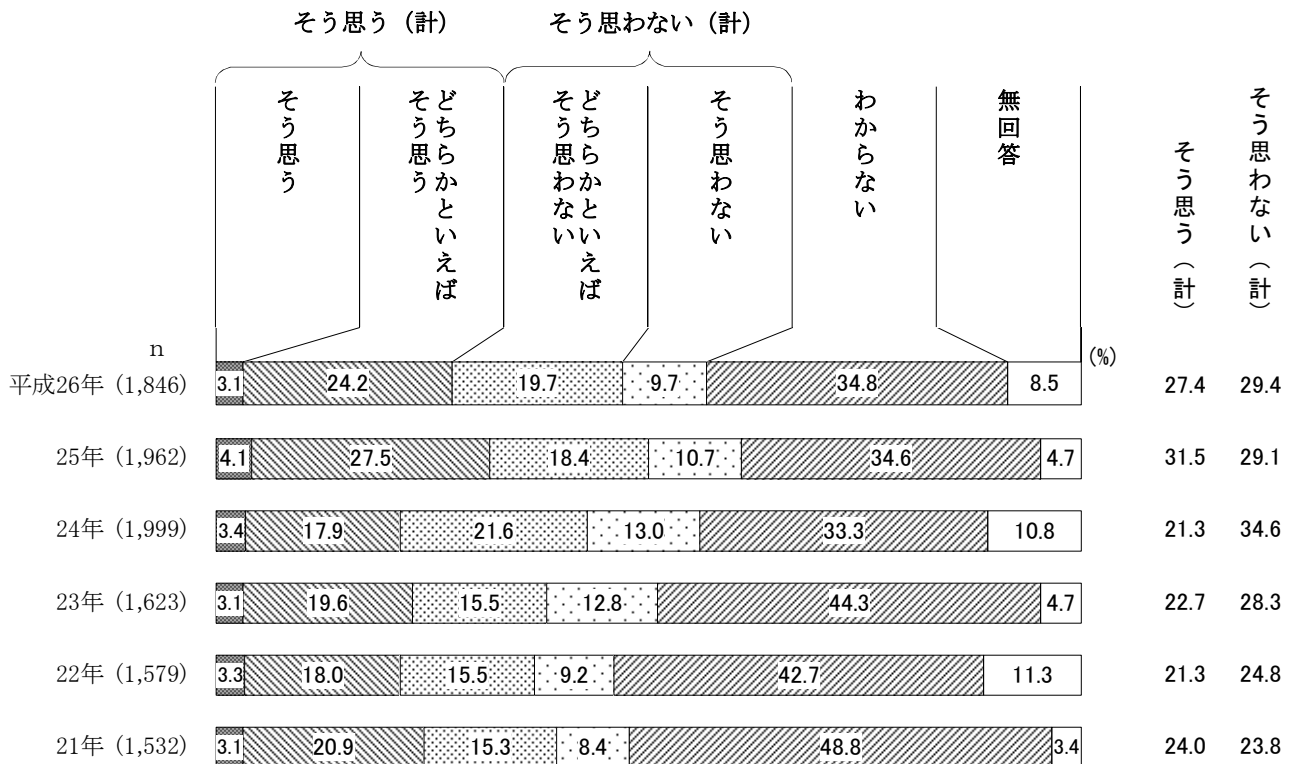 そう思う（計） そう思わない（計）
そう思う
どちらかといえば
そう思う
どちらかといえば
そう思わない
そう思わない
わからない
無回答
そう思う（計）
そう思わない（計）
n
(%)
平成26年 (1,846) 3.1 24.2 19.7 9.7 34.8 8.5 27.4 29.4
25年 (1,962) 4.1 27.5 18.4 10.7 34.6 4.7 31.5 29.1
24年 (1,999) 3.4 17.9 21.6 13.0 33.3 10.8 21.3 34.6
23年 (1,623) 3.1 19.6 15.5 12.8 44.3 4.7 22.7 28.3
22年 (1,579) 3.3 18.0 15.5 9.2 42.7 11.3 21.3 24.8
21年 (1,532) 3.1 20.9 15.3 8.4 48.8 3.4 24.0 23.8